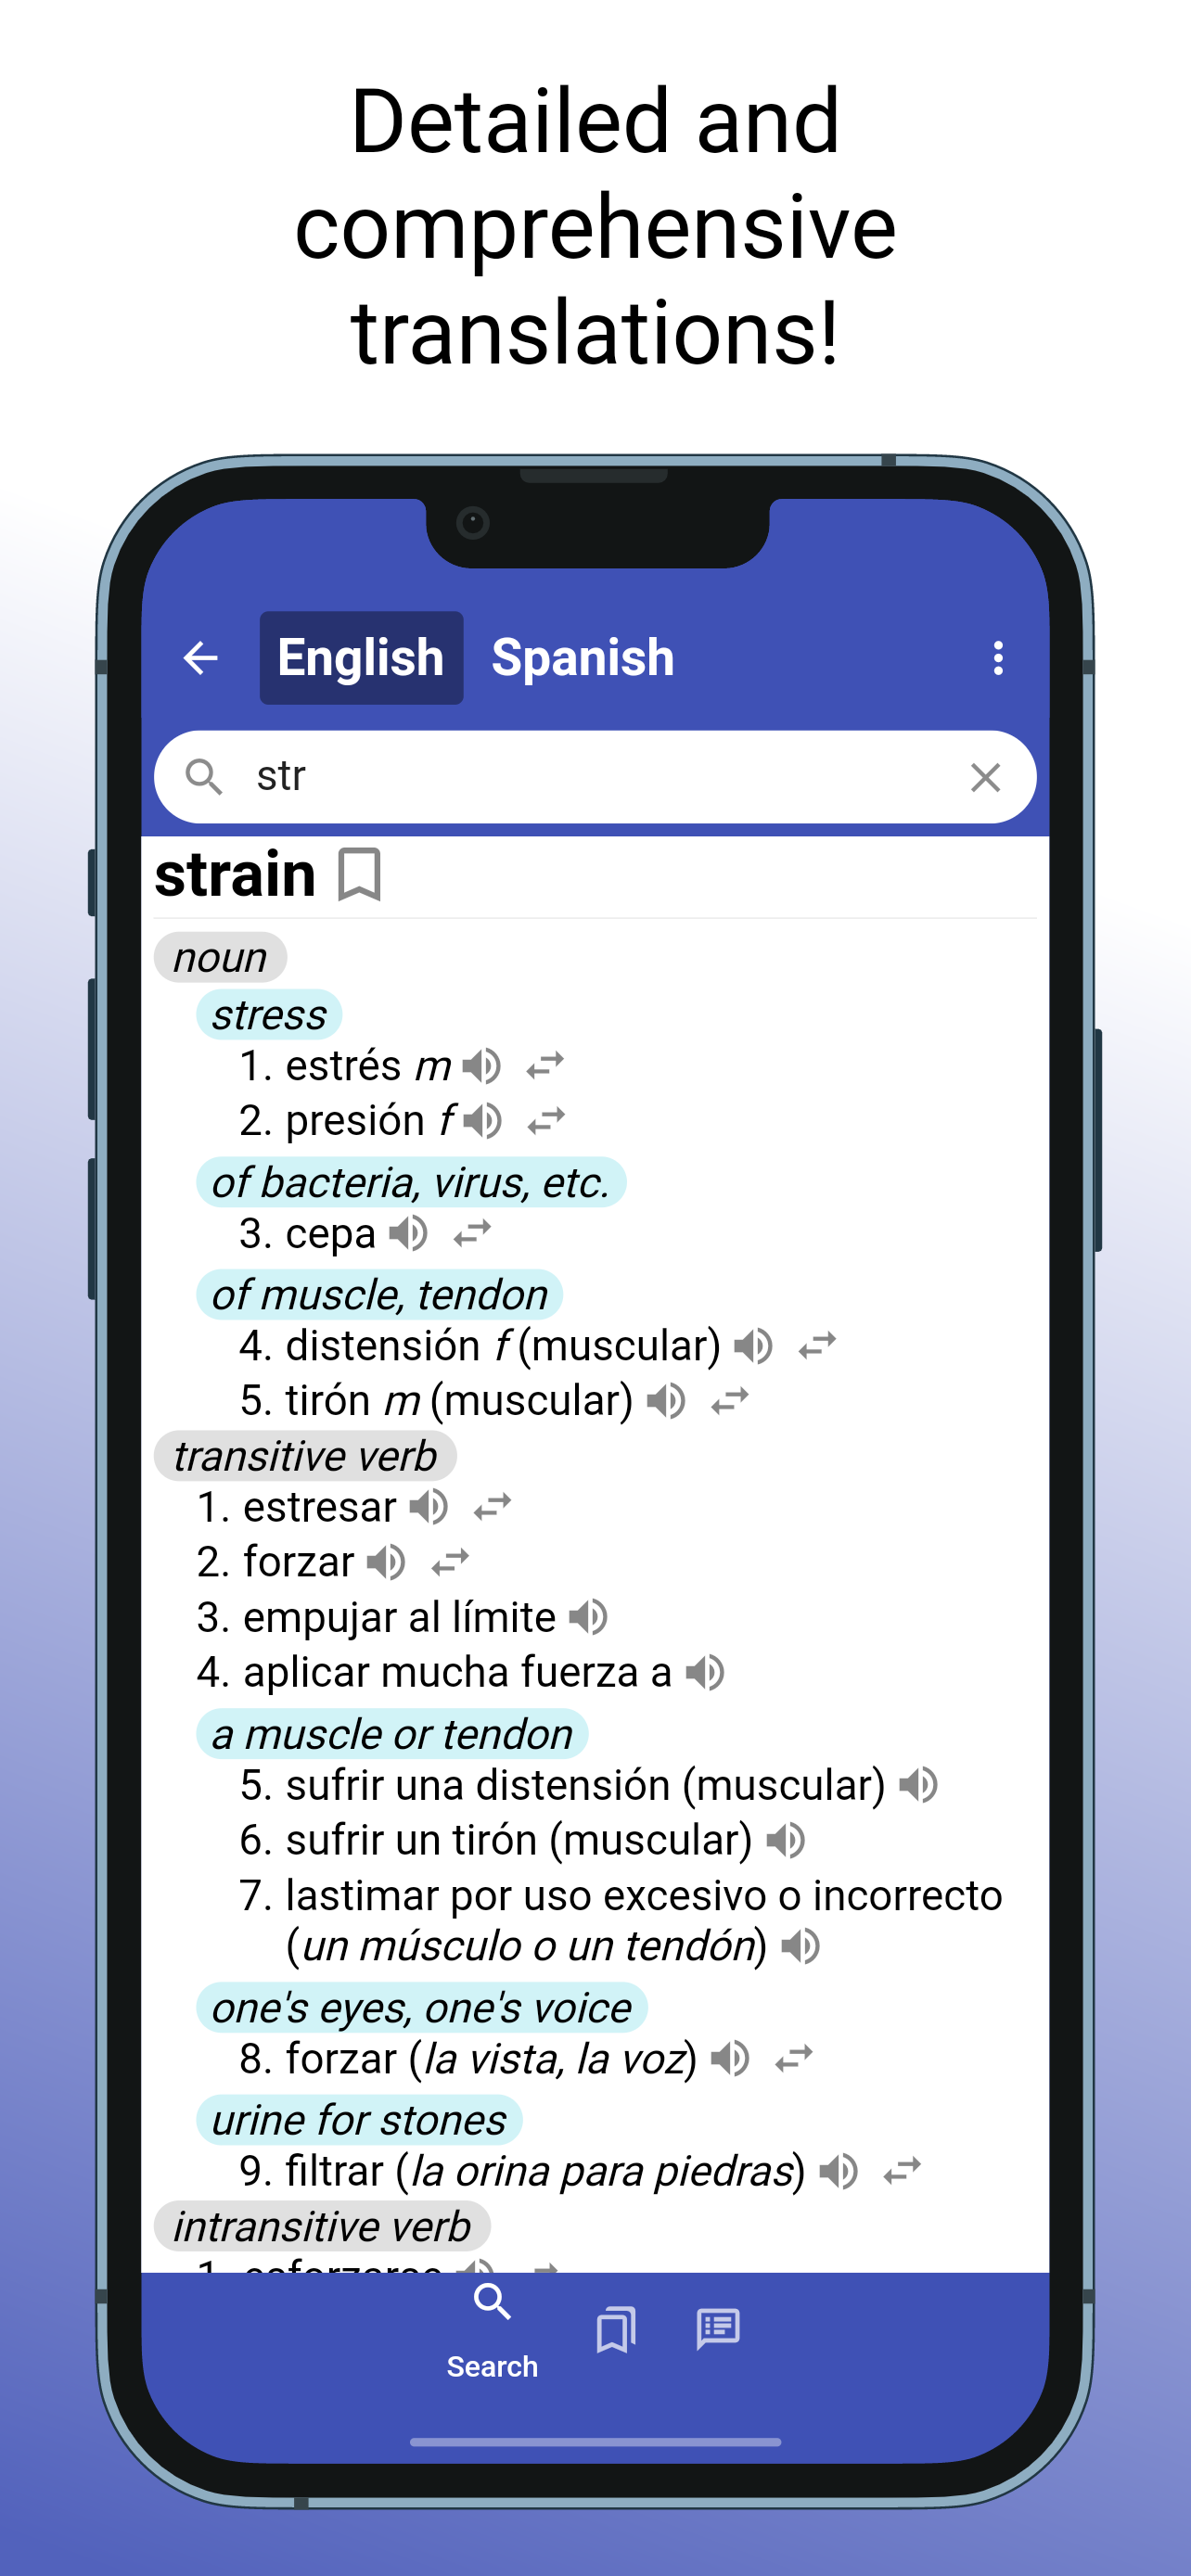 Detailed and
comprehensive
translations!
English Spanish
str
strain
noun
stress
1. estrés m
2. presión f
of bacteria, virus, etc.
3. cepa
of muscle, tendon
4. distensión f (muscular)
5. tirón m (muscular)
transitive verb
1. estresar
2. forzar
3. empujar al límite
4. aplicar mucha fuerza a
a muscle or tendon
5. sufrir una distensión (muscular)
6. sufrir un tirón (muscular)
7. lastimar por uso excesivo o incorrecto
(un músculo o un tendón)
one's eyes, one's voice
8. forzar (la vista, la voz)
urine for stones
9. filtrar (la orina para piedras)
intransitive verb
1. esforzarse
Search